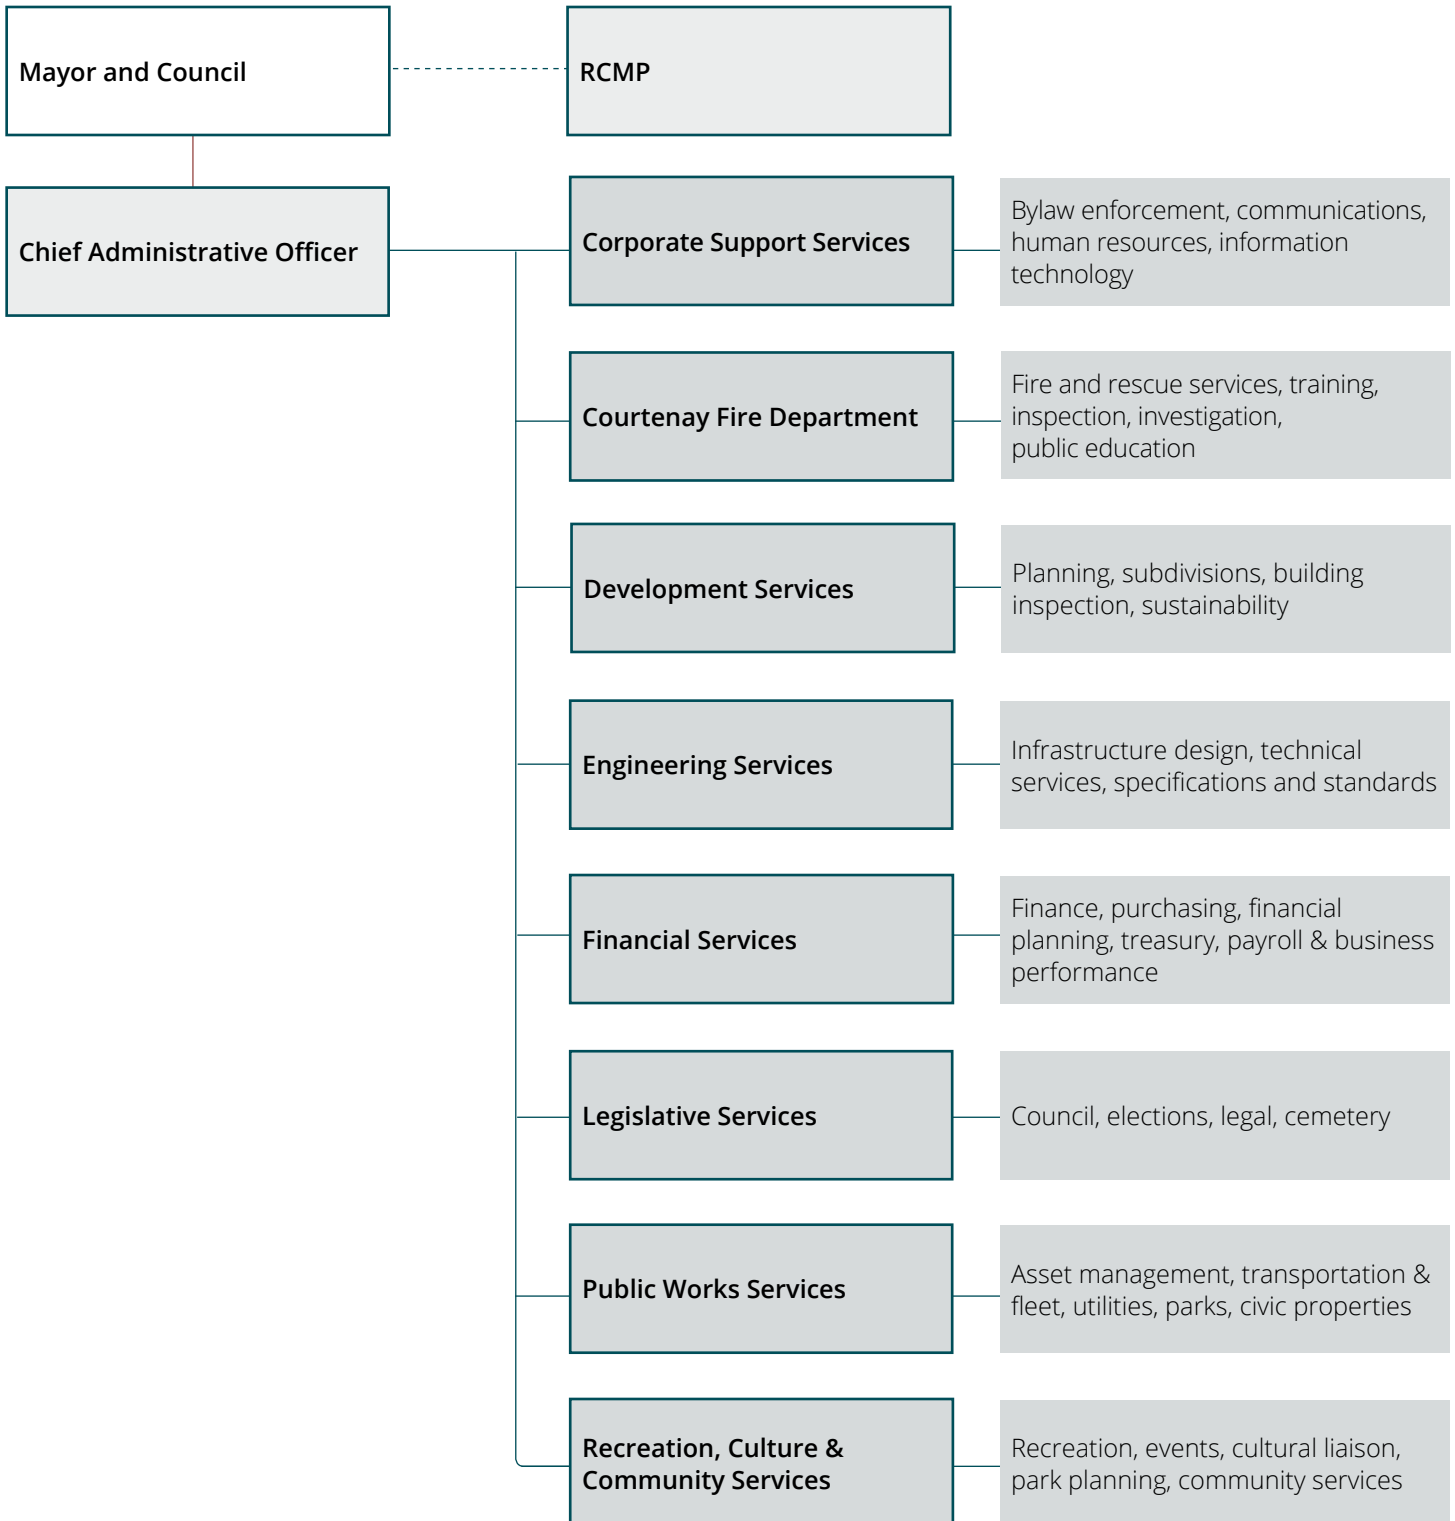 Mayor and Council
RCMP
Chief Administrative Officer
Corporate Support Services
Bylaw enforcement, communications,
human resources, information
technology
Courtenay Fire Department
Fire and rescue services, training,
inspection, investigation,
public education
Development Services
Planning, subdivisions, building
inspection, sustainability
Engineering Services
Infrastructure design, technical
services, specifications and standards
Financial Services
Finance, purchasing, financial
planning, treasury, payroll & business
performance
Legislative Services
Council, elections, legal, cemetery
Public Works Services
Asset management, transportation &
fleet, utilities, parks, civic properties
Recreation, Culture &
Community Services
Recreation, events, cultural liaison,
park planning, community services